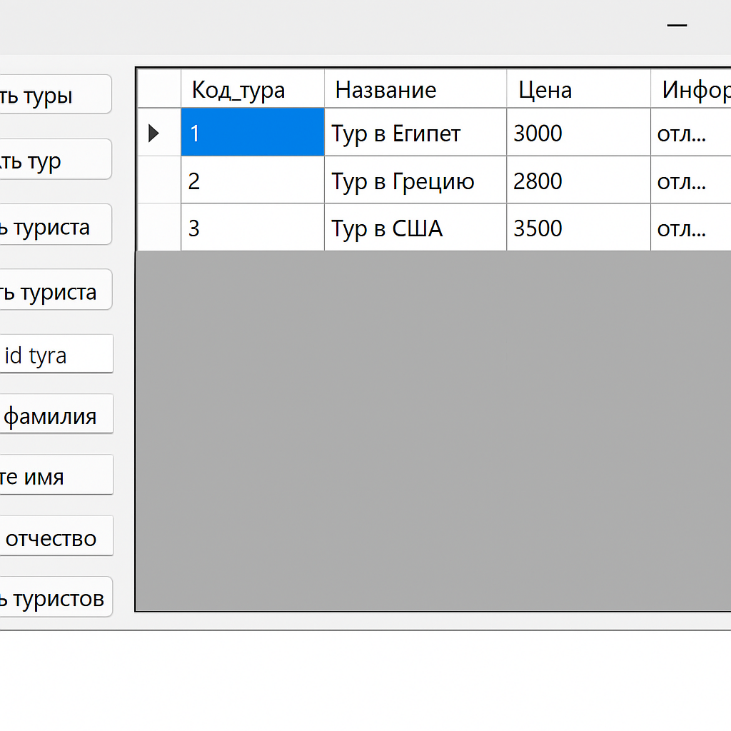 ть туры
ть тур
ь туриста
ть туриста
id tyra
фамилия
те имя
отчество
ь туристов
Код_тура Название Цена Инфор
1 Тур в Египет 3000 отл...
2 Тур в Грецию 2800 отл...
3 Тур в США 3500 отл...